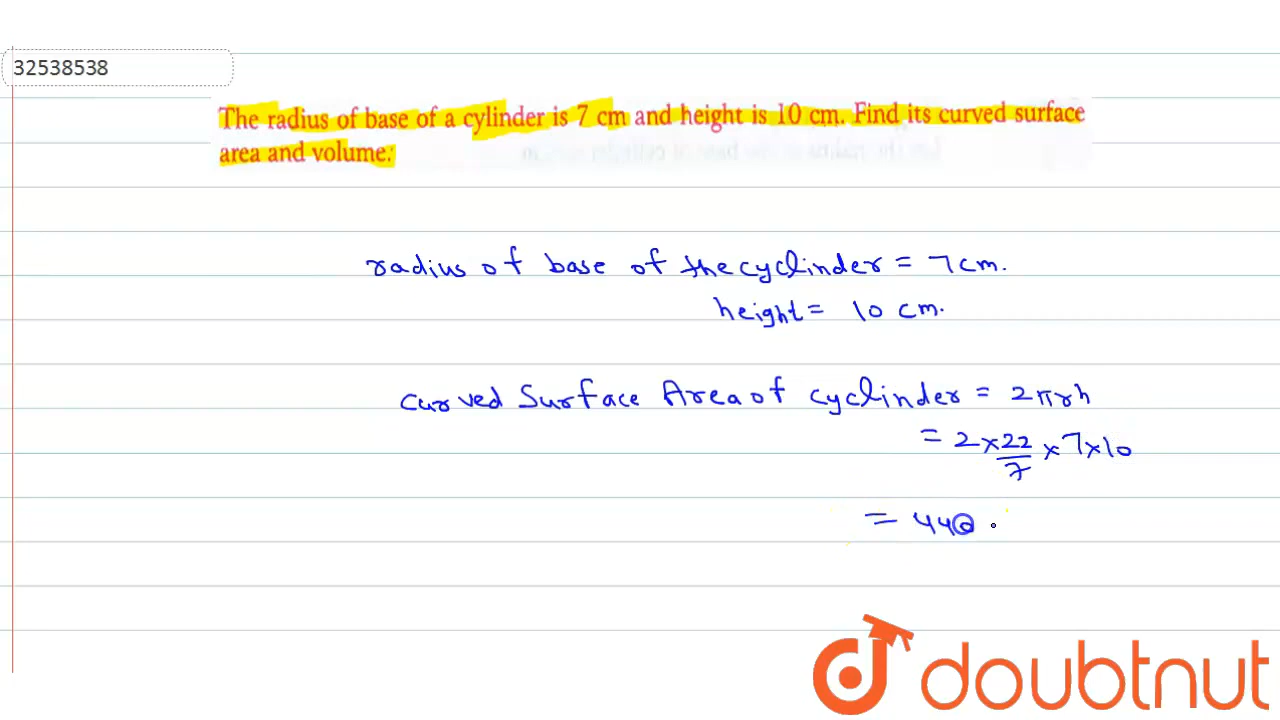 32538538
The radius of base of a cylinder is 7 cm and height is 10 cm. Find its curved surface
area and volume:
radius of base of the cyclinder = 7cm.
height = 10 cm.
Curved Surface Area of cyclinder = 2πrh
= 2 × 22/7 × 7 × 10
= 440
doubtnut